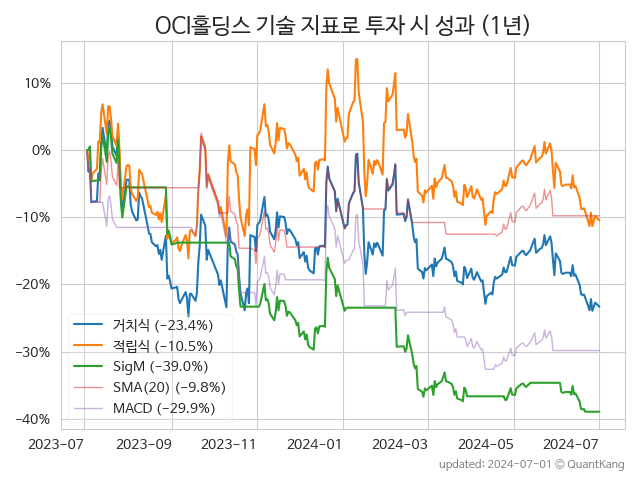 OCI홀딩스 기술 지표로 투자 시 성과 (1년)
10%
0%
−10%
−20%
−30%
−40%
거치식 (−23.4%)
적립식 (−10.5%)
SigM (−39.0%)
SMA(20) (−9.8%)
MACD (−29.9%)
2023-07 2023-09 2023-11 2024-01 2024-03 2024-05 2024-07
updated: 2024-07-01 © QuantKang